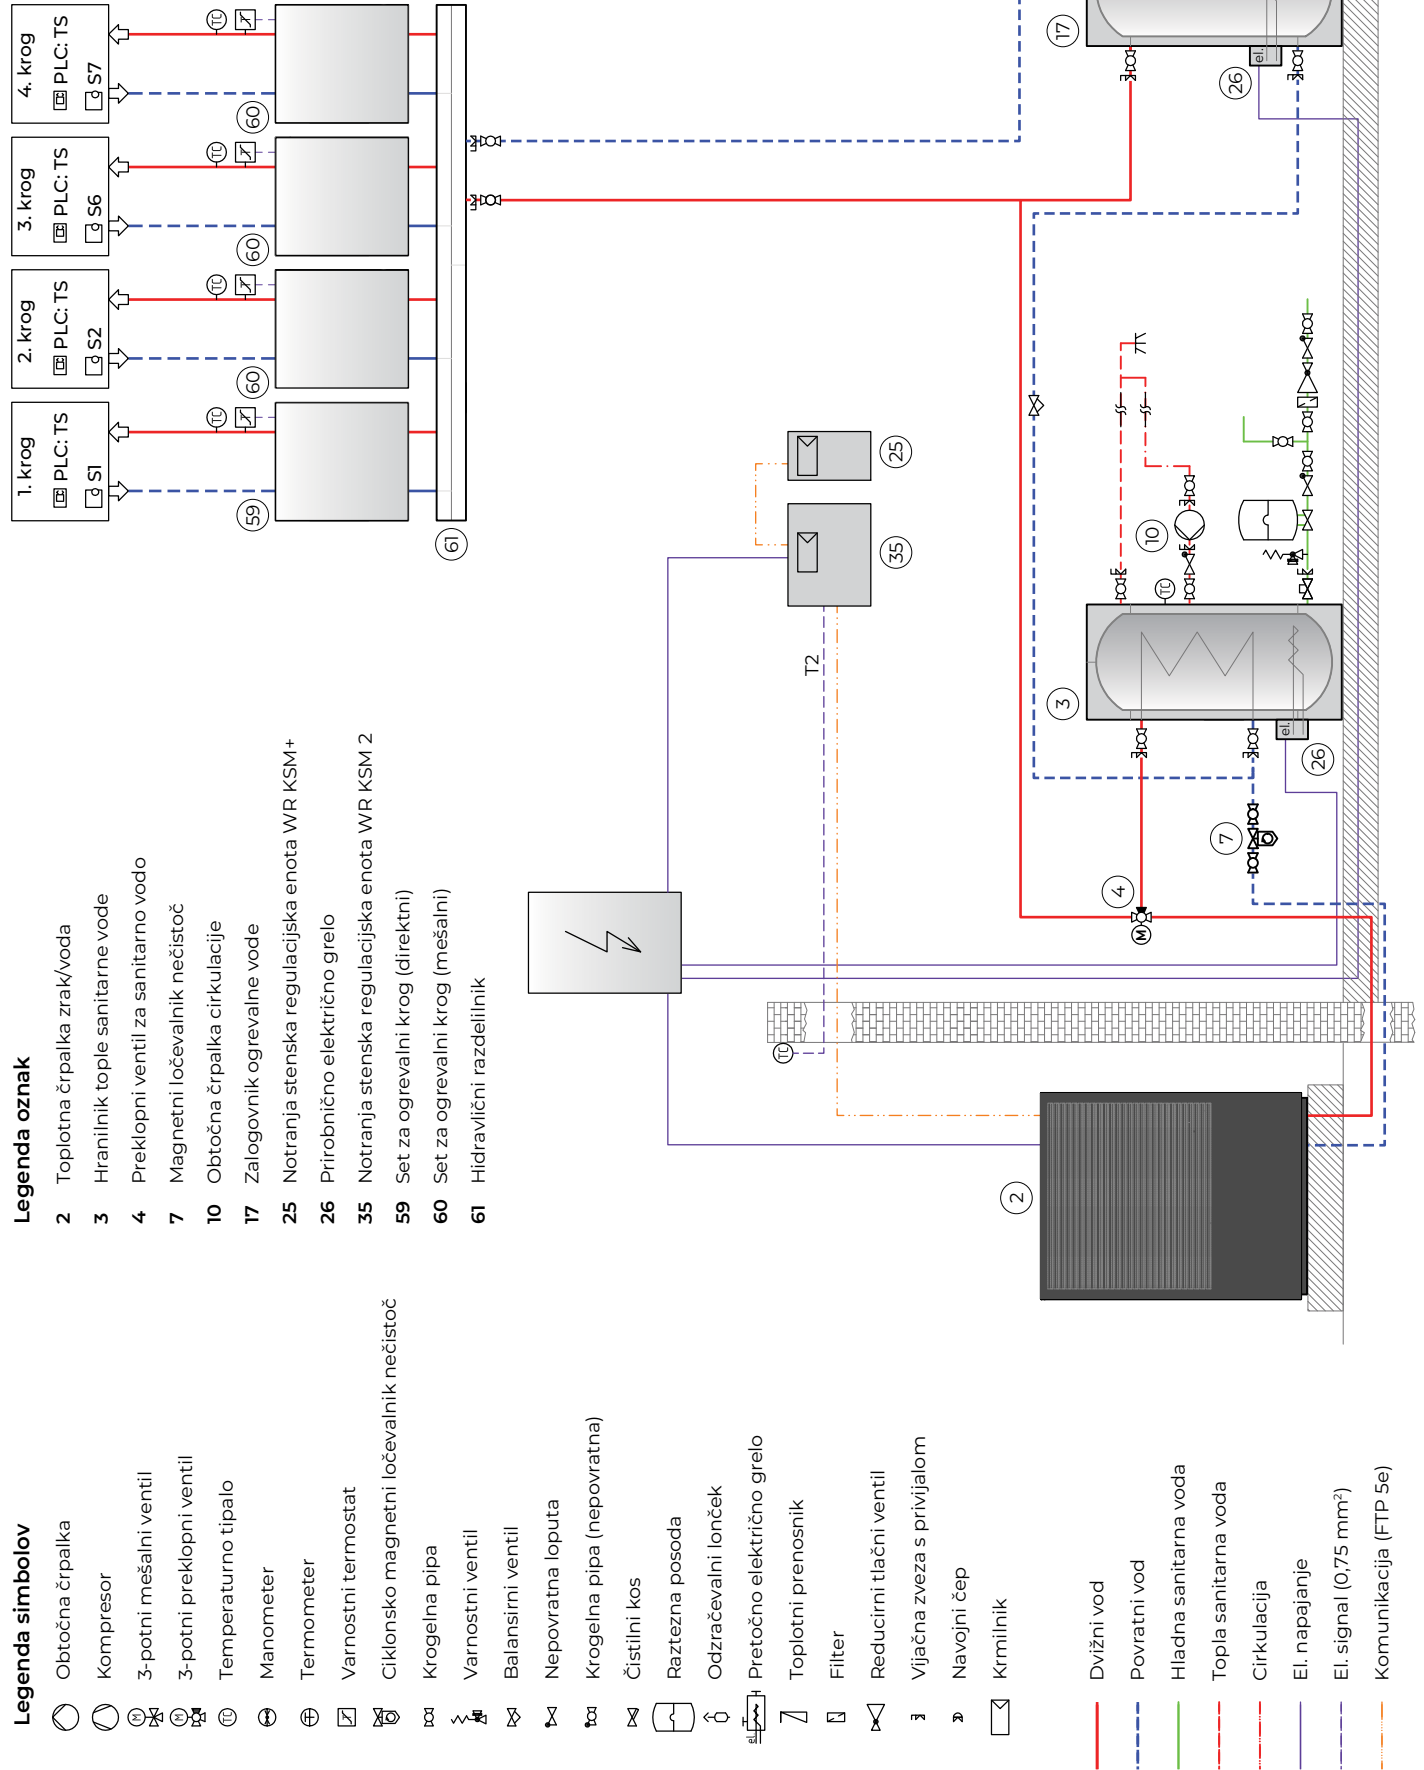 Legenda simbolov
Obtočna črpalka
Kompresor
M 3-potni mešalni ventil
M 3-potni preklopni ventil
TC Temperaturno tipalo
Manometer
Termometer
Varnostni termostat
Ciklonsko magnetni ločevalnik nečistoč
Krogelna pipa
Varnostni ventil
Balansirni ventil
Nepovratna loputa
Krogelna pipa (nepovratna)
Čistilni kos
Raztezna posoda
Odzračevalni lonček
el. Pretočno električno grelo
Toplotni prenosnik
Filter
Reducirni tlačni ventil
Vijačna zveza s privijalom
Navojni čep
Krmilnik
Dvižni vod
Povratni vod
Hladna sanitarna voda
Topla sanitarna voda
Cirkulacija
El. napajanje
El. signal (0,75 mm²)
Komunikacija (FTP 5e)
Legenda oznak
2 Toplotna črpalka zrak/voda
3 Hranilnik tople sanitarne vode
4 Preklopni ventil za sanitarno vodo
7 Magnetni ločevalnik nečistoč
10 Obtočna črpalka cirkulacije
17 Zalogovnik ogrevalne vode
25 Notranja stenska regulacijska enota WR KSM+
26 Prirobnično električno grelo
35 Notranja stenska regulacijska enota WR KSM 2
59 Set za ogrevalni krog (direktni)
60 Set za ogrevalni krog (mešalni)
61 Hidravlični razdelilnik
1. krog
PLC: TS
S1
2. krog
PLC: TS
S2
3. krog
PLC: TS
S6
4. krog
PLC: TS
S7
TC
TC
TC
TC
59
60
60
60
61
25
35
T2
TC
2
M
4
7
3
el.
26
TC
10
17
el.
26